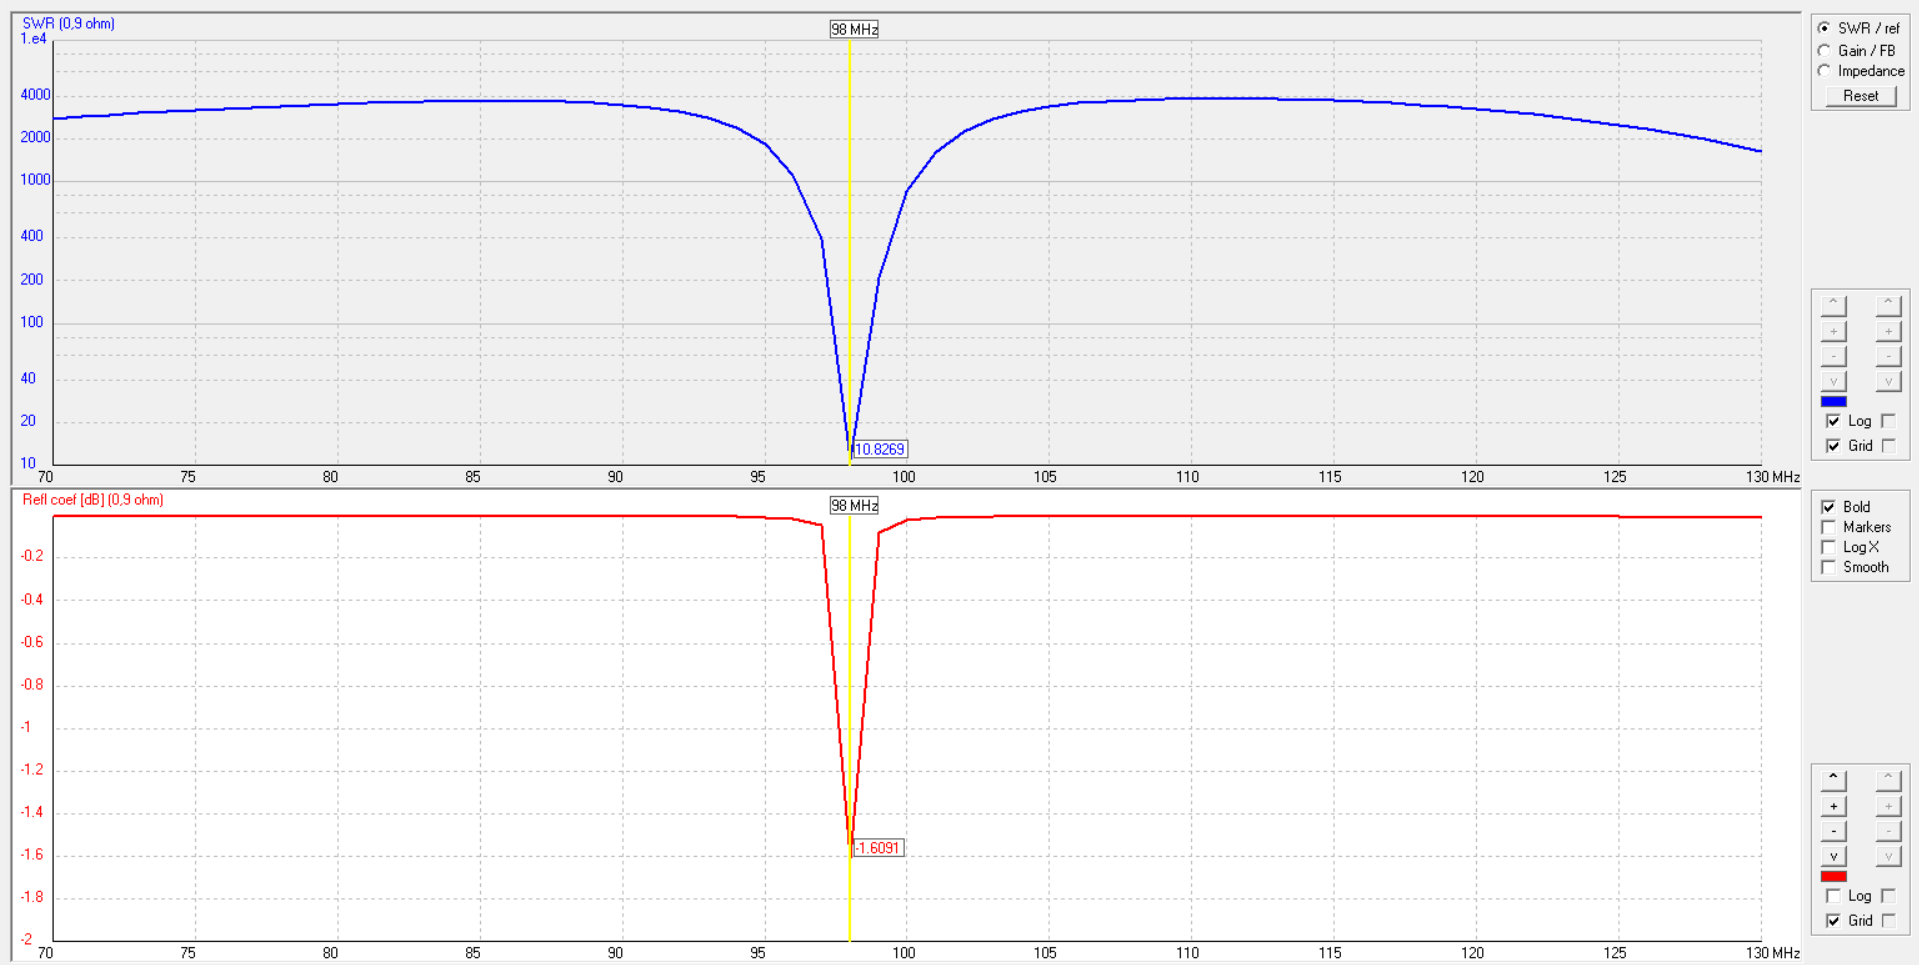 SWR (0,9 ohm)
98 MHz
1.e4
4000
2000
1000
400
200
100
40
20
10
10.8269
70 75 80 85 90 95 100 105 110 115 120 125 130 MHz
Refl coef [dB] (0,9 ohm)
98 MHz
-0.2
-0.4
-0.6
-0.8
-1
-1.2
-1.4
-1.6
-1.8
-2
-1.6091
70 75 80 85 90 95 100 105 110 115 120 125 130 MHz
SWR / ref
Gain / FB
Impedance
Reset
^ ^
+ +
- -
v v
Log
Grid
Bold
Markers
Log X
Smooth
^ ^
+ +
- -
v v
Log
Grid